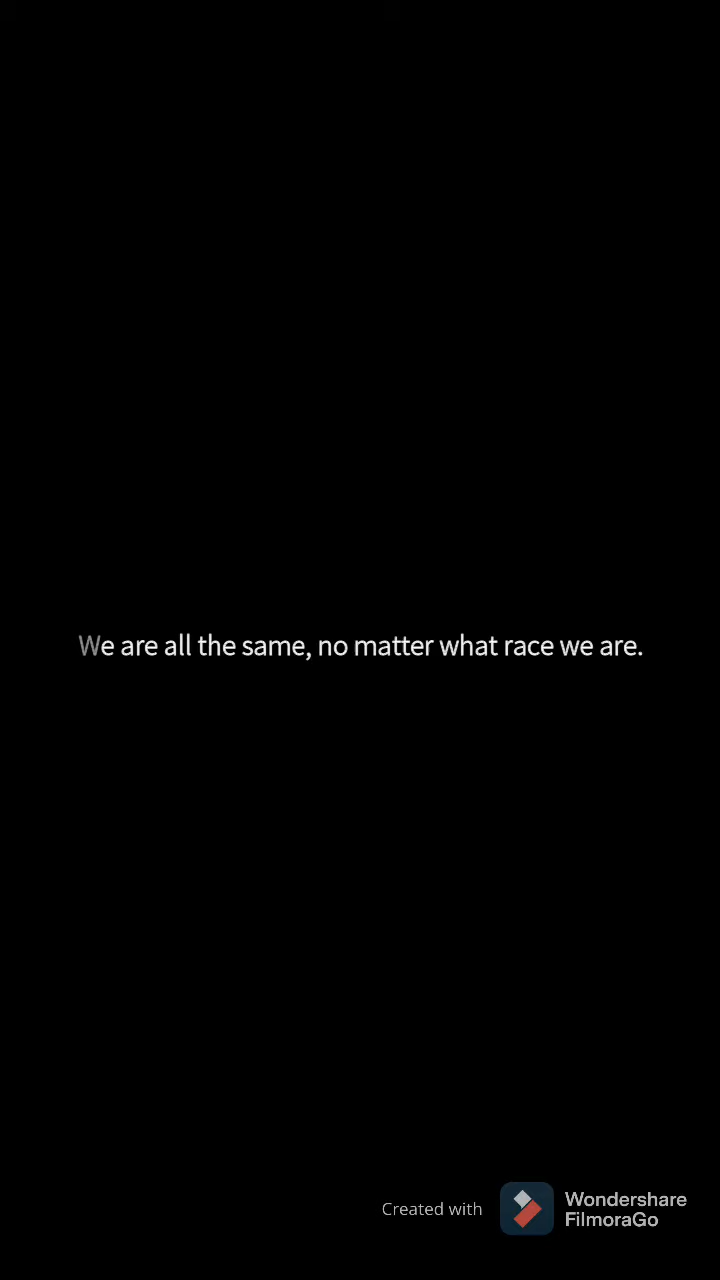 We are all the same, no matter what race we are.
Created with
Wondershare
FilmoraGo